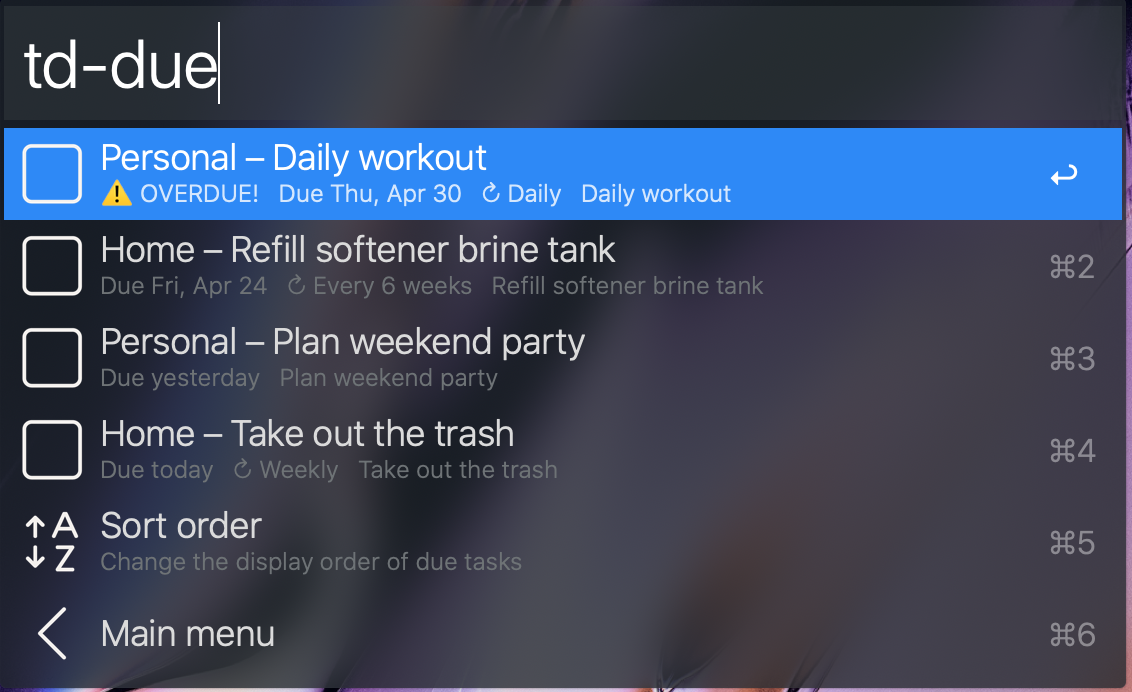 td-due
Personal – Daily workout
⚠️ OVERDUE! Due Thu, Apr 30 ↻ Daily Daily workout
↩
Home – Refill softener brine tank
Due Fri, Apr 24 ↻ Every 6 weeks Refill softener brine tank
⌘2
Personal – Plan weekend party
Due yesterday Plan weekend party
⌘3
Home – Take out the trash
Due today ↻ Weekly Take out the trash
⌘4
↑A
↓Z
Sort order
Change the display order of due tasks
⌘5
Main menu
⌘6